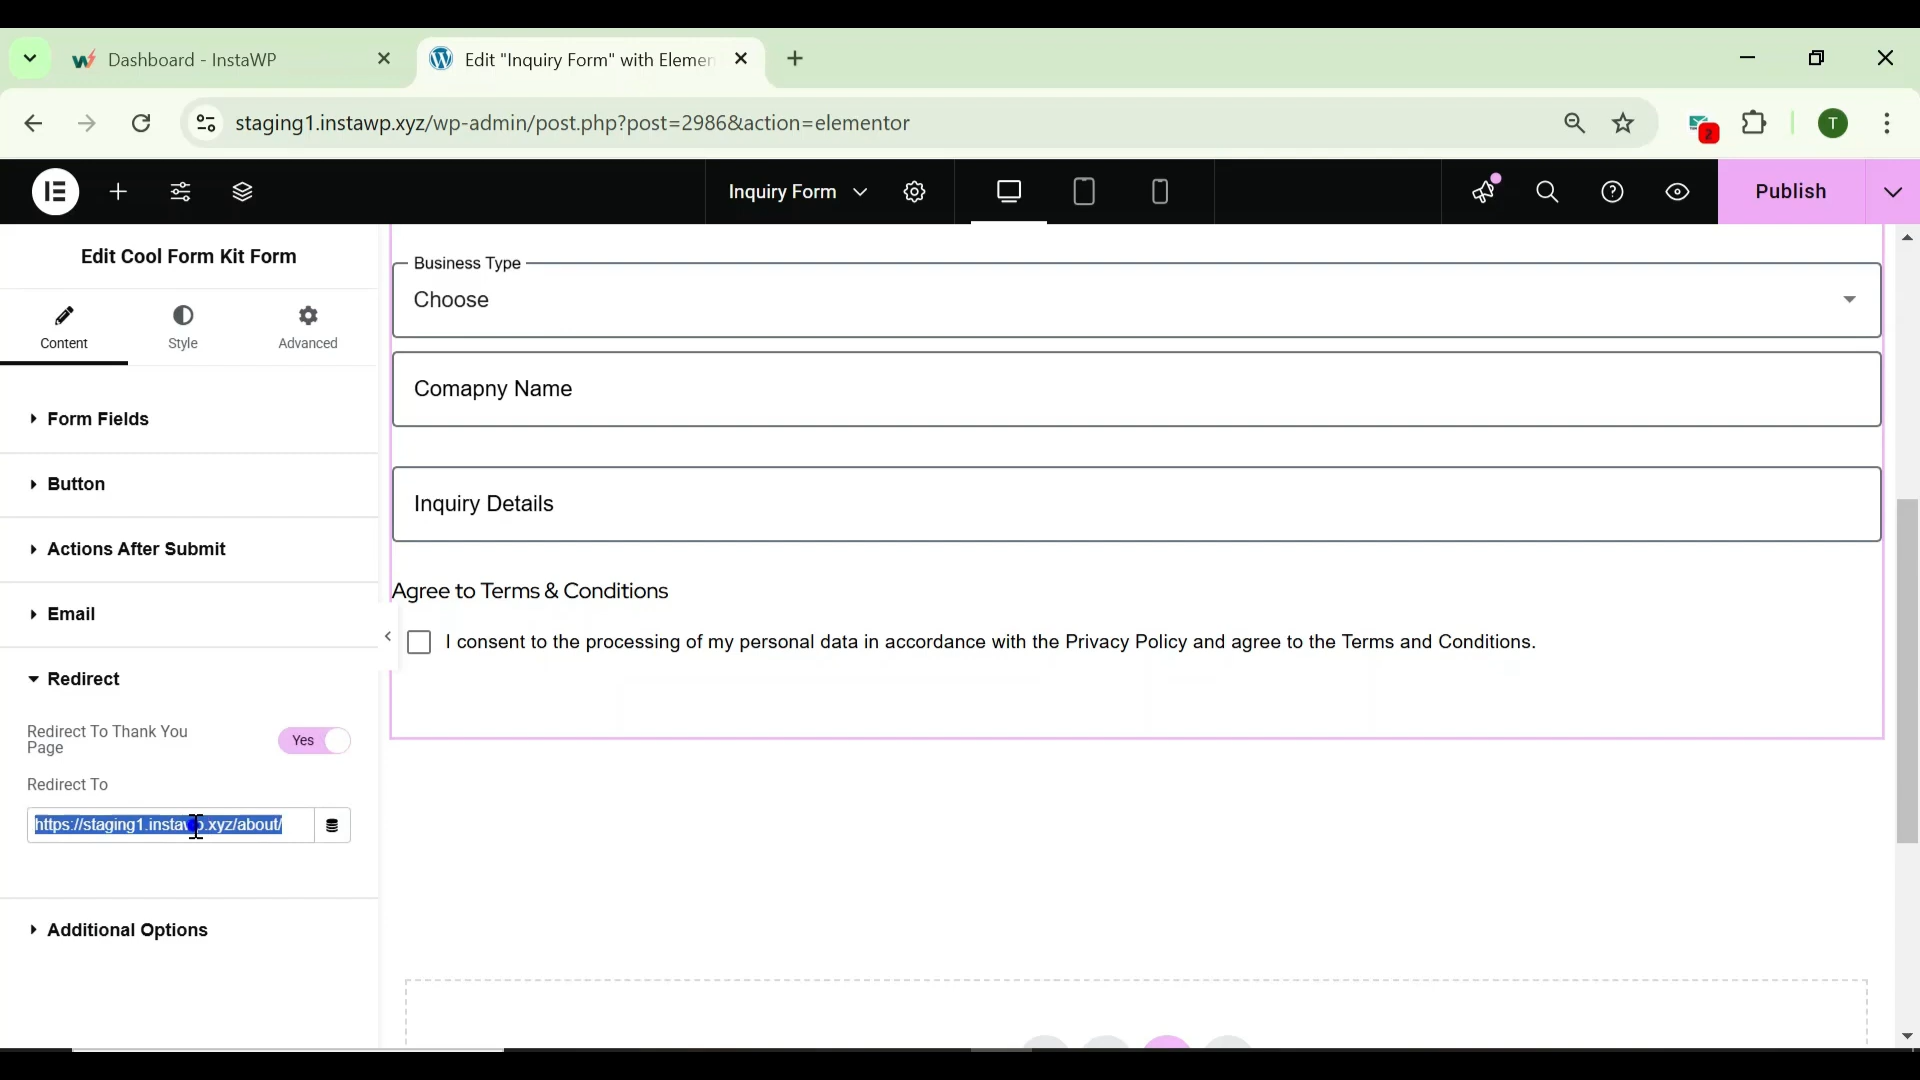 Dashboard - InstaWP
Edit "Inquiry Form" with Elemen
staging1.instawp.xyz/wp-admin/post.php?post=2986&action=elementor
2
T
Inquiry Form
Publish
Edit Cool Form Kit Form
Content
Style
Advanced
Form Fields
Button
Actions After Submit
Email
Redirect
Redirect To Thank You
Page
Yes
Redirect To
https://staging1.instawp.xyz/about/
Additional Options
Business Type
Choose
Comapny Name
Inquiry Details
Agree to Terms & Conditions
I consent to the processing of my personal data in accordance with the Privacy Policy and agree to the Terms and Conditions.